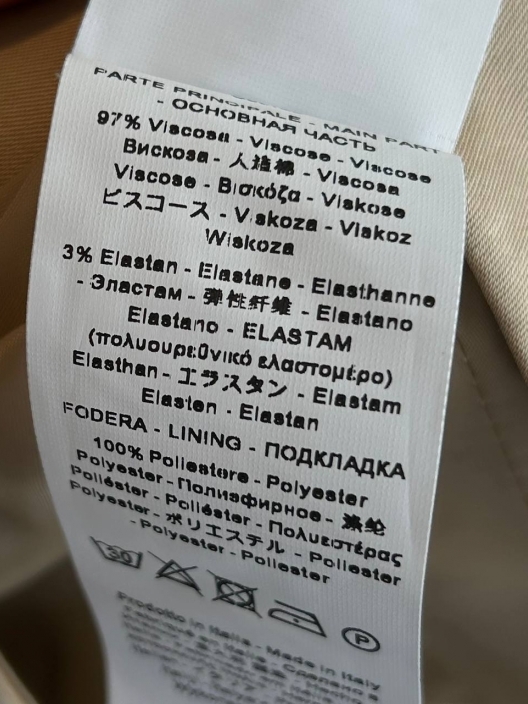 PARTE PRINCIPALE - MAIN PART
- ОСНОВНАЯ ЧАСТЬ
97% Viscosa - Viscose - Viscose
Вискоза - 人造棉 - Viscosa
Viscose - Βισκόζα - Viskose
ビスコース - Viskoza - Viskoz
Wiskoza
3% Elastan - Elastane - Elasthanne
- Эластам - 弹性纤维 - Elastano
Elastano - ELASTAM
(πολυουρεθνικό ελαστομέρο)
Elasthan - エラスタン - Elastam
Elasten - Elastan
FODERA - LINING - ПОДКЛАДКА
100% Poliestere - Polyester
Polyester - Полиэфирное - 涤纶
Poliéster - Poliéster - Πολυεστέρας
Polyester - ポリエステル - Poliester
- Polyester - Poliester
30
P
Prodotto in Italia - Made in Italy